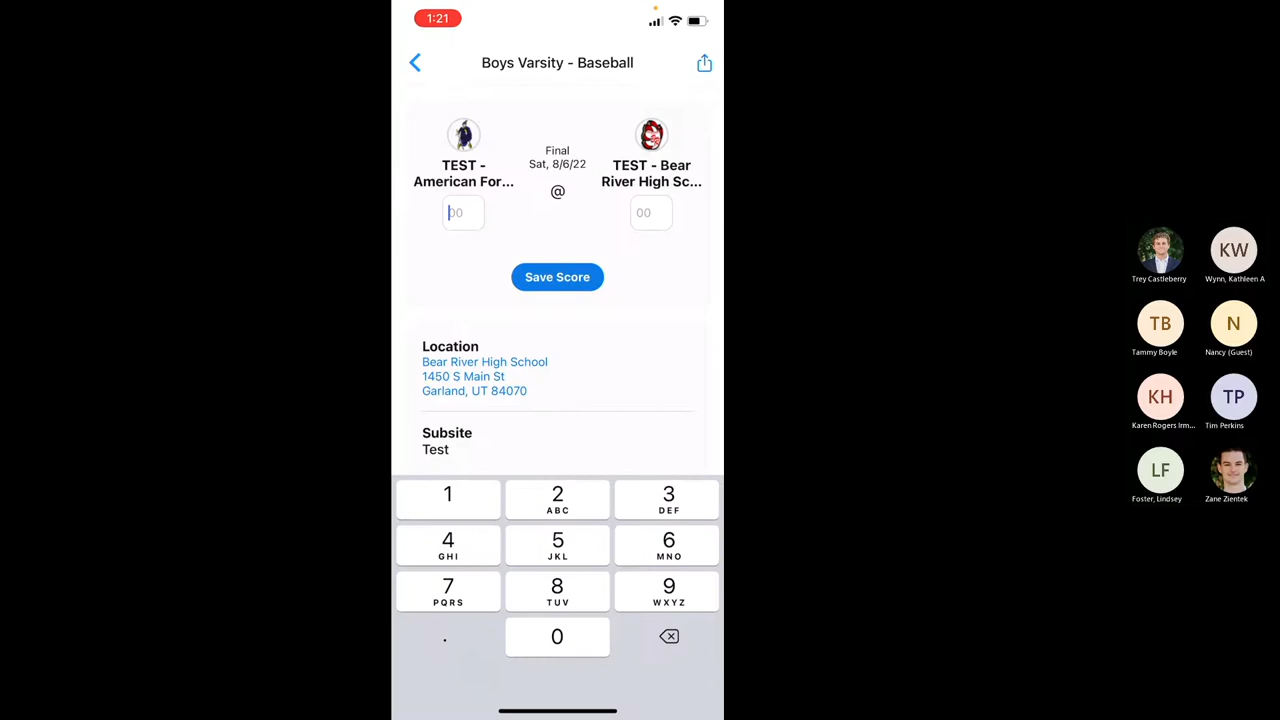 1:21
Boys Varsity - Baseball
TEST -
American For...
00
Final
Sat, 8/6/22
@
TEST - Bear
River High Sc...
00
Save Score
Location
Bear River High School
1450 S Main St
Garland, UT 84070
Subsite
Test
1
2
ABC
3
DEF
4
GHI
5
JKL
6
MNO
7
PQRS
8
TUV
9
WXYZ
.
0
Trey Castleberry
KW
Wynn, Kathleen A
TB
Tammy Boyle
N
Nancy (Guest)
KH
Karen Rogers Irm...
TP
Tim Perkins
LF
Foster, Lindsey
Zane Zientek